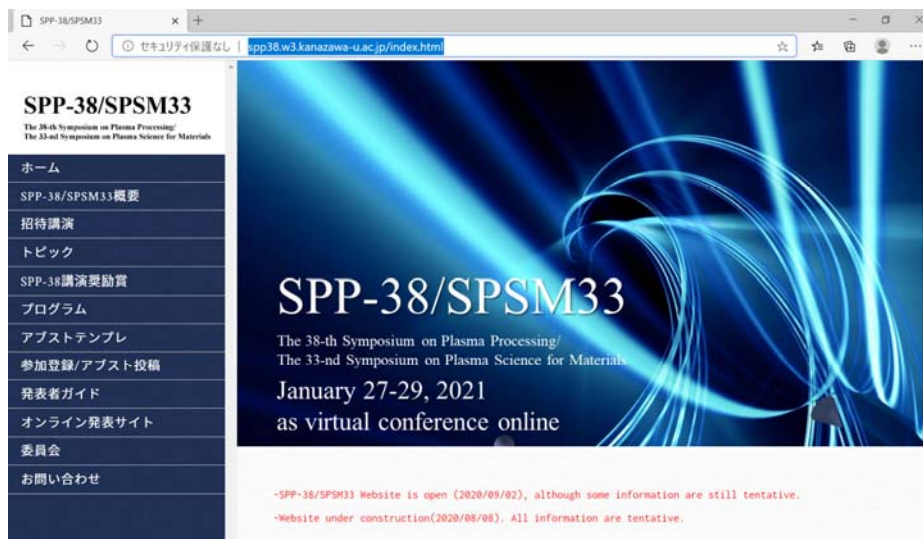 SPP-38/SPSM33
セキュリティ保護なし | spp38.w3.kanazawa-u.ac.jp/index.html
SPP-38/SPSM33
The 38-th Symposium on Plasma Processing/
The 33-nd Symposium on Plasma Science for Materials
ホーム
SPP-38/SPSM33概要
招待講演
トピック
SPP-38講演奨励賞
プログラム
アブストテンプレ
参加登録/アブスト投稿
発表者ガイド
オンライン発表サイト
委員会
お問い合わせ
SPP-38/SPSM33
The 38-th Symposium on Plasma Processing/
The 33-nd Symposium on Plasma Science for Materials
January 27-29, 2021
as virtual conference online
-SPP-38/SPSM33 Website is open (2020/09/02), although some information are still tentative.
-Website under construction(2020/08/08). All information are tentative.